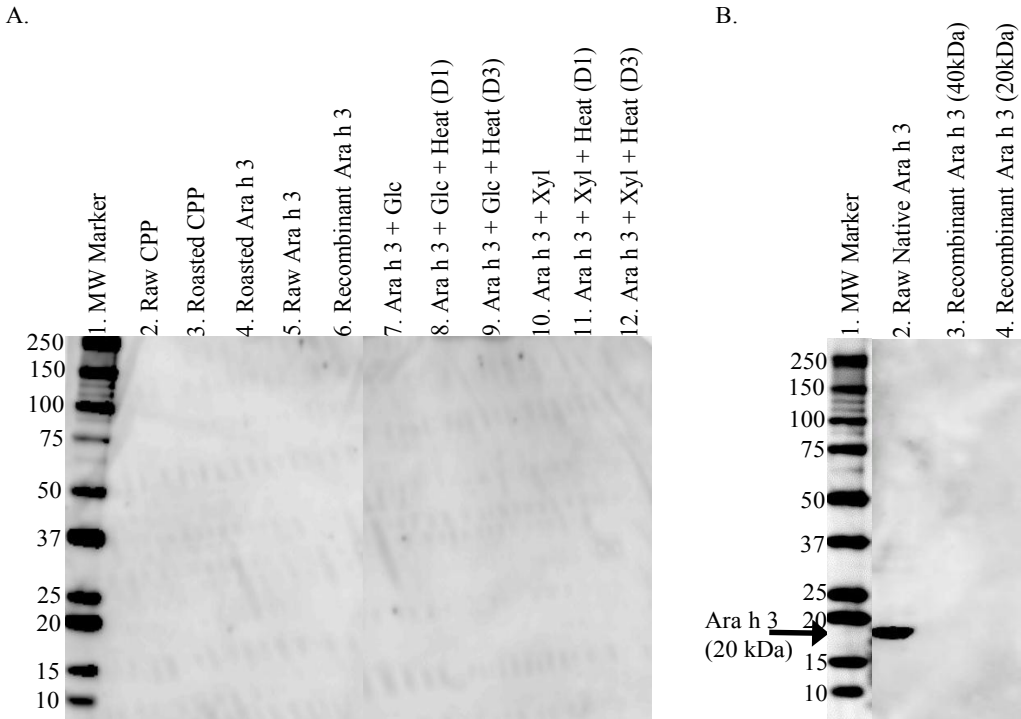 A.
1. MW Marker
2. Raw CPP
3. Roasted CPP
4. Roasted Ara h 3
5. Raw Ara h 3
6. Recombinant Ara h 3
7. Ara h 3 + Glc
8. Ara h 3 + Glc + Heat (D1)
9. Ara h 3 + Glc + Heat (D3)
10. Ara h 3 + Xyl
11. Ara h 3 + Xyl + Heat (D1)
12. Ara h 3 + Xyl + Heat (D3)
250
150
100
75
50
37
25
20
15
10
B.
1. MW Marker
2. Raw Native Ara h 3
3. Recombinant Ara h 3 (40kDa)
4. Recombinant Ara h 3 (20kDa)
250
150
100
75
50
37
25
20
15
10
Ara h 3
(20 kDa)